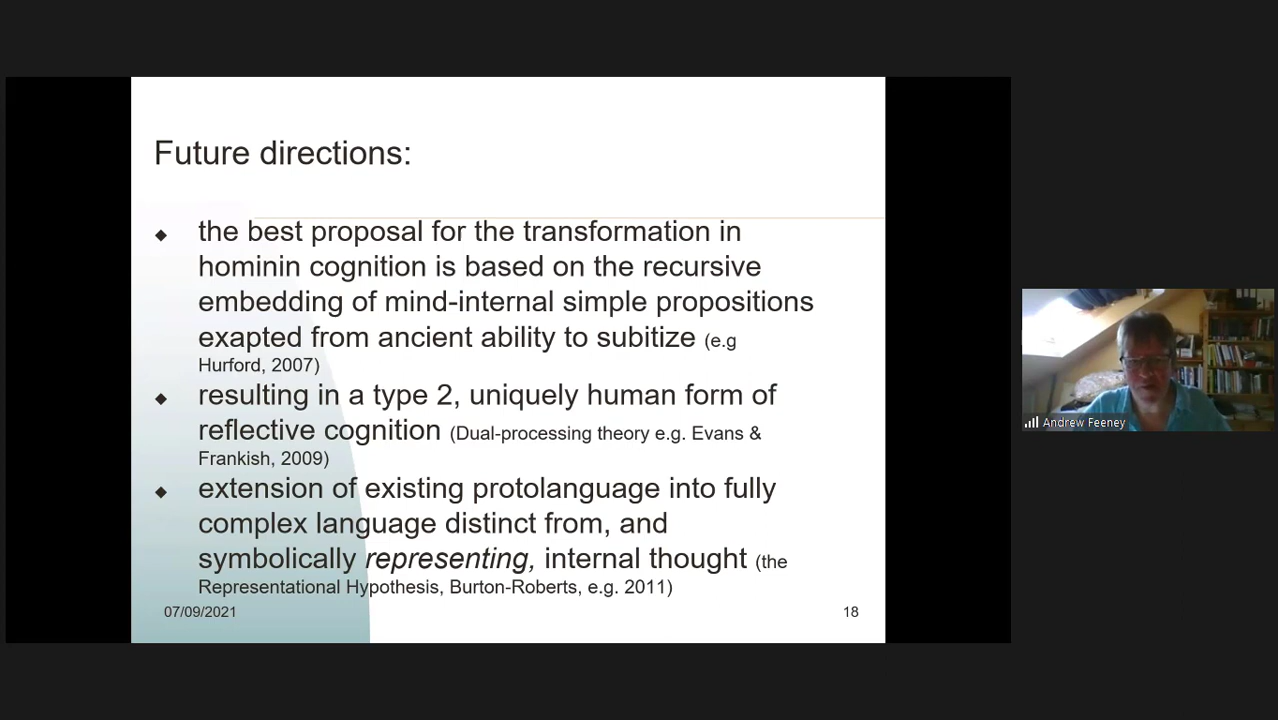 Future directions:
the best proposal for the transformation in
hominin cognition is based on the recursive
embedding of mind-internal simple propositions
exapted from ancient ability to subitize (e.g
Hurford, 2007)
resulting in a type 2, uniquely human form of
reflective cognition (Dual-processing theory e.g. Evans &
Frankish, 2009)
extension of existing protolanguage into fully
complex language distinct from, and
symbolically representing, internal thought (the
Representational Hypothesis, Burton-Roberts, e.g. 2011)
07/09/2021
18
Andrew Feeney